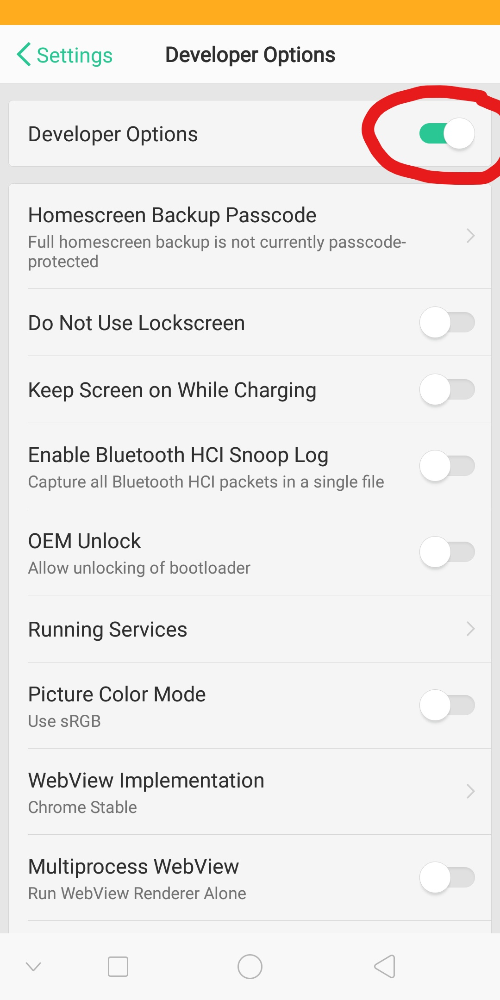 Settings
Developer Options
Developer Options
Homescreen Backup Passcode
Full homescreen backup is not currently passcode-
protected
Do Not Use Lockscreen
Keep Screen on While Charging
Enable Bluetooth HCI Snoop Log
Capture all Bluetooth HCI packets in a single file
OEM Unlock
Allow unlocking of bootloader
Running Services
Picture Color Mode
Use sRGB
WebView Implementation
Chrome Stable
Multiprocess WebView
Run WebView Renderer Alone